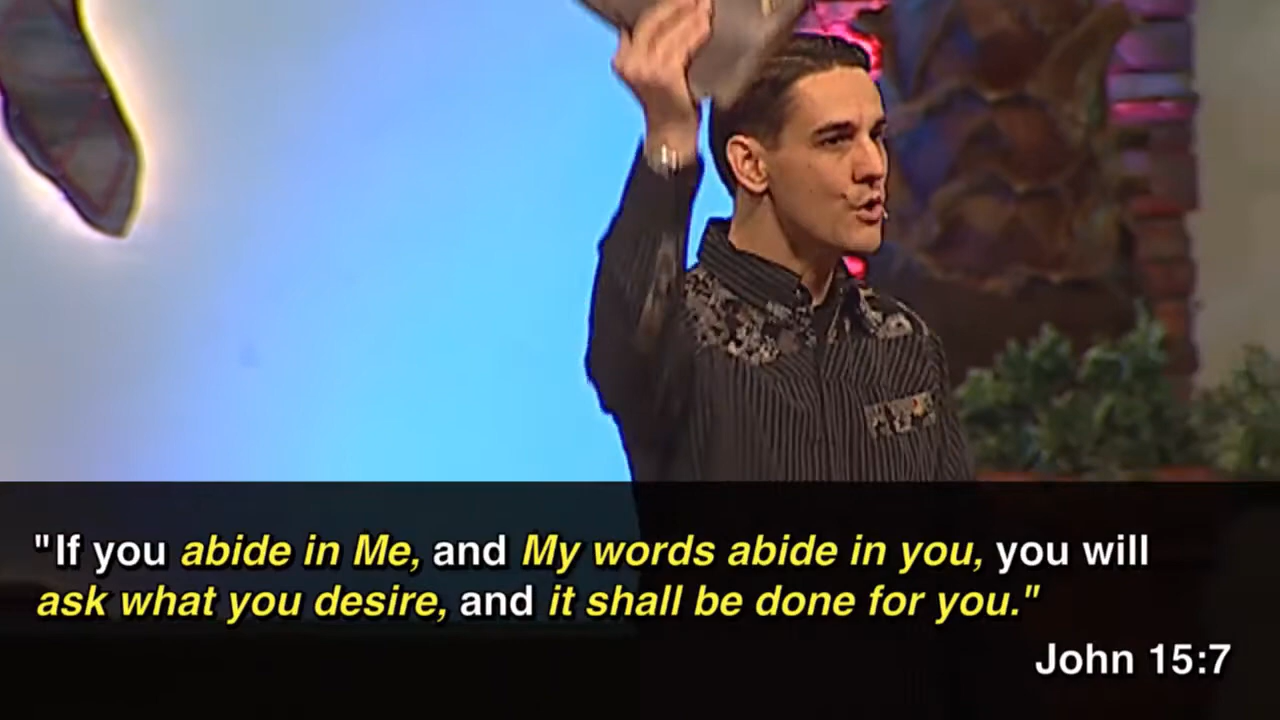 "If you abide in Me, and My words abide in you, you will
ask what you desire, and it shall be done for you."
John 15:7